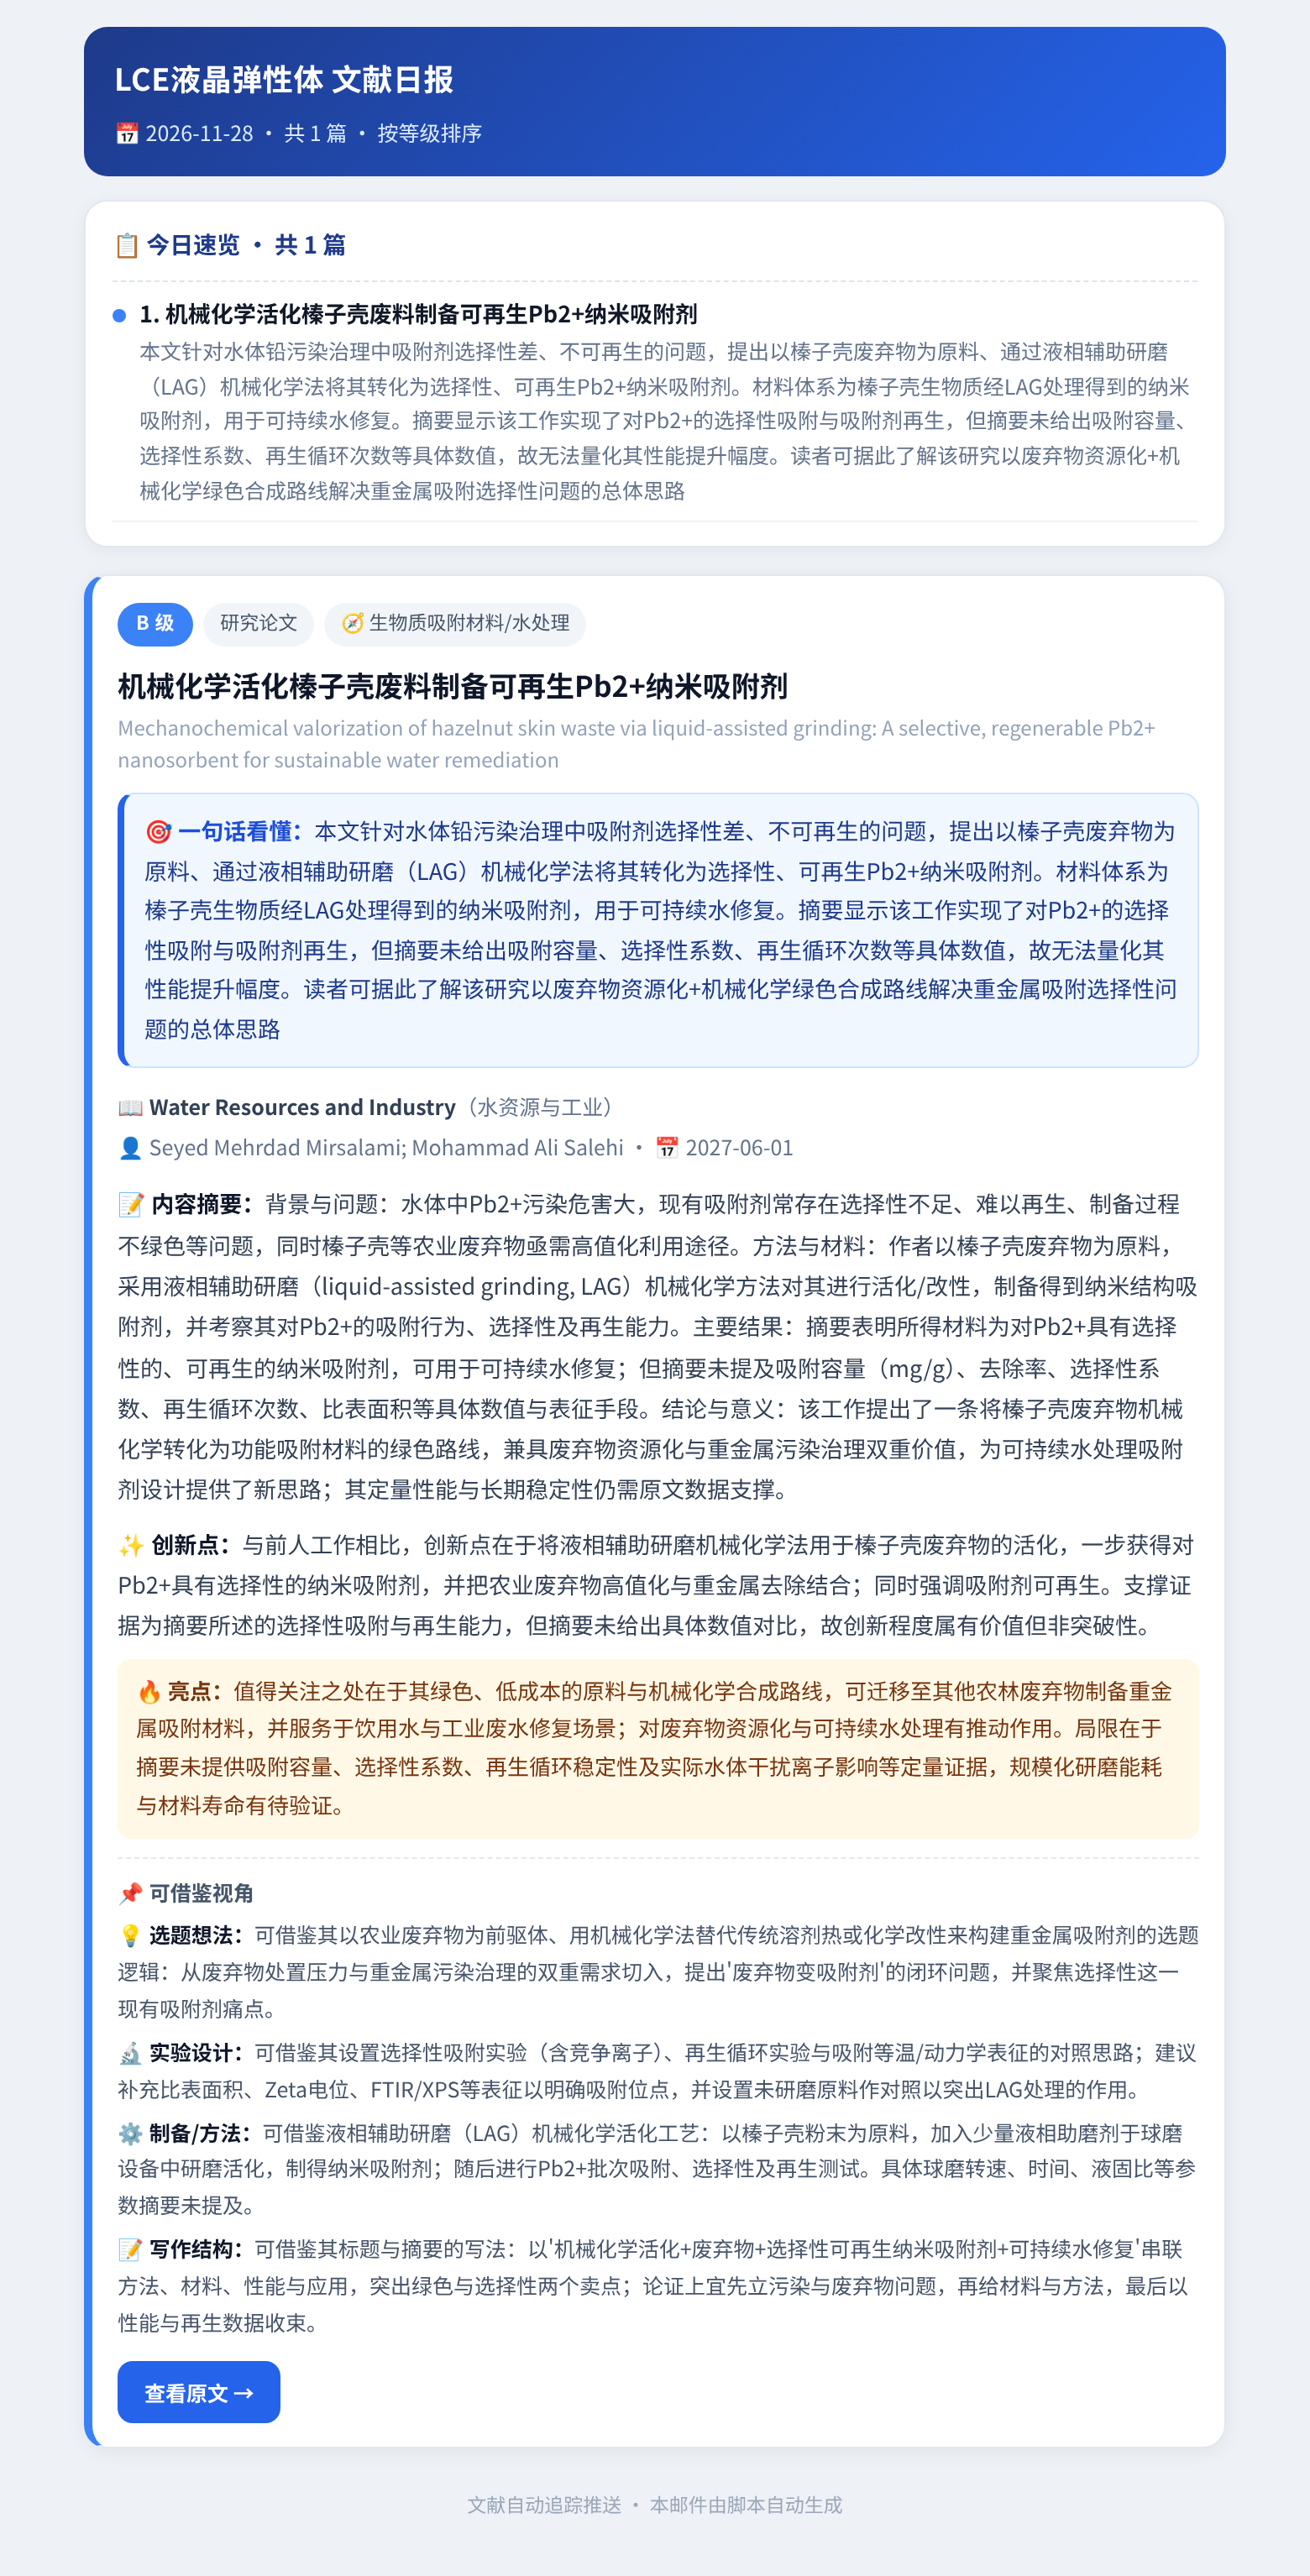 LCE液晶弹性体 文献日报
📅 2026-11-28 · 共 1 篇 · 按等级排序
📋 今日速览 · 共 1 篇
1. 机械化学活化榛子壳废料制备可再生Pb2+纳米吸附剂
本文针对水体铅污染治理中吸附剂选择性差、不可再生的问题，提出以榛子壳废弃物为原料、通过液相辅助研磨
（LAG）机械化学法将其转化为选择性、可再生Pb2+纳米吸附剂。材料体系为榛子壳生物质经LAG处理得到的纳米
吸附剂，用于可持续水修复。摘要显示该工作实现了对Pb2+的选择性吸附与吸附剂再生，但摘要未给出吸附容量、
选择性系数、再生循环次数等具体数值，故无法量化其性能提升幅度。读者可据此了解该研究以废弃物资源化+机
械化学绿色合成路线解决重金属吸附选择性问题的总体思路
B 级 研究论文 🧭 生物质吸附材料/水处理
机械化学活化榛子壳废料制备可再生Pb2+纳米吸附剂
Mechanochemical valorization of hazelnut skin waste via liquid-assisted grinding: A selective, regenerable Pb2+
nanosorbent for sustainable water remediation
🎯 一句话看懂：本文针对水体铅污染治理中吸附剂选择性差、不可再生的问题，提出以榛子壳废弃物为
原料、通过液相辅助研磨（LAG）机械化学法将其转化为选择性、可再生Pb2+纳米吸附剂。材料体系为
榛子壳生物质经LAG处理得到的纳米吸附剂，用于可持续水修复。摘要显示该工作实现了对Pb2+的选择
性吸附与吸附剂再生，但摘要未给出吸附容量、选择性系数、再生循环次数等具体数值，故无法量化其
性能提升幅度。读者可据此了解该研究以废弃物资源化+机械化学绿色合成路线解决重金属吸附选择性问
题的总体思路
📖 Water Resources and Industry（水资源与工业）
👤 Seyed Mehrdad Mirsalami; Mohammad Ali Salehi · 📅 2027-06-01
📝 内容摘要：背景与问题：水体中Pb2+污染危害大，现有吸附剂常存在选择性不足、难以再生、制备过程
不绿色等问题，同时榛子壳等农业废弃物亟需高值化利用途径。方法与材料：作者以榛子壳废弃物为原料，
采用液相辅助研磨（liquid-assisted grinding, LAG）机械化学方法对其进行活化/改性，制备得到纳米结构吸
附剂，并考察其对Pb2+的吸附行为、选择性及再生能力。主要结果：摘要表明所得材料为对Pb2+具有选择
性的、可再生的纳米吸附剂，可用于可持续水修复；但摘要未提及吸附容量（mg/g）、去除率、选择性系
数、再生循环次数、比表面积等具体数值与表征手段。结论与意义：该工作提出了一条将榛子壳废弃物机械
化学转化为功能吸附材料的绿色路线，兼具废弃物资源化与重金属污染治理双重价值，为可持续水处理吸附
剂设计提供了新思路；其定量性能与长期稳定性仍需原文数据支撑。
✨ 创新点：与前人工作相比，创新点在于将液相辅助研磨机械化学法用于榛子壳废弃物的活化，一步获得对
Pb2+具有选择性的纳米吸附剂，并把农业废弃物高值化与重金属去除结合；同时强调吸附剂可再生。支撑证
据为摘要所述的选择性吸附与再生能力，但摘要未给出具体数值对比，故创新程度属有价值但非突破性。
🔥 亮点：值得关注之处在于其绿色、低成本的原料与机械化学合成路线，可迁移至其他农林废弃物制备重金
属吸附材料，并服务于饮用水与工业废水修复场景；对废弃物资源化与可持续水处理有推动作用。局限在于
摘要未提供吸附容量、选择性系数、再生循环稳定性及实际水体干扰离子影响等定量证据，规模化研磨能耗
与材料寿命有待验证。
📌 可借鉴视角
💡 选题想法：可借鉴其以农业废弃物为前驱体、用机械化学法替代传统溶剂热或化学改性来构建重金属吸附剂的选题
逻辑：从废弃物处置压力与重金属污染治理的双重需求切入，提出'废弃物变吸附剂'的闭环问题，并聚焦选择性这一
现有吸附剂痛点。
🔬 实验设计：可借鉴其设置选择性吸附实验（含竞争离子）、再生循环实验与吸附等温/动力学表征的对照思路；建议
补充比表面积、Zeta电位、FTIR/XPS等表征以明确吸附位点，并设置未研磨原料作对照以突出LAG处理的作用。
⚙️ 制备/方法：可借鉴液相辅助研磨（LAG）机械化学活化工艺：以榛子壳粉末为原料，加入少量液相助磨剂于球磨
设备中研磨活化，制得纳米吸附剂；随后进行Pb2+批次吸附、选择性及再生测试。具体球磨转速、时间、液固比等参
数摘要未提及。
📝 写作结构：可借鉴其标题与摘要的写法：以'机械化学活化+废弃物+选择性可再生纳米吸附剂+可持续水修复'串联
方法、材料、性能与应用，突出绿色与选择性两个卖点；论证上宜先立污染与废弃物问题，再给材料与方法，最后以
性能与再生数据收束。
查看原文 →
文献自动追踪推送 · 本邮件由脚本自动生成